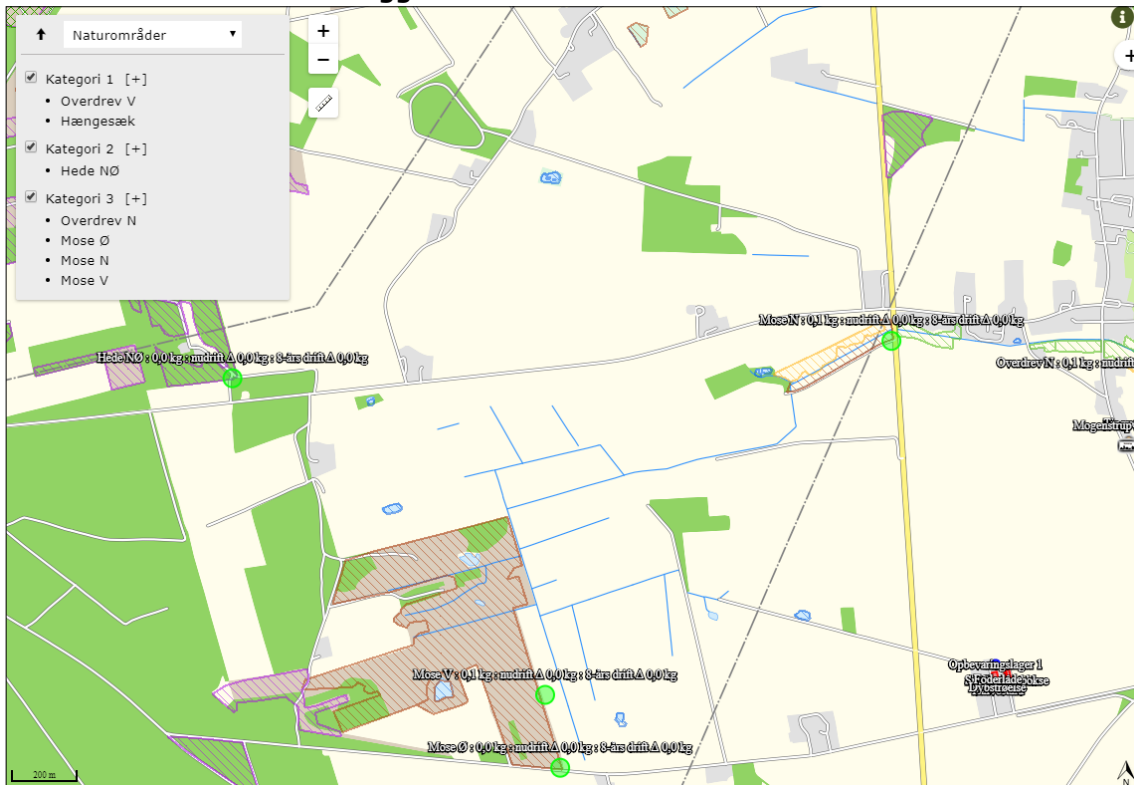 Naturområder
+
−
Kategori 1 [+]
• Overdrev V
• Hængesæk
Kategori 2 [+]
• Hede NØ
Kategori 3 [+]
• Overdrev N
• Mose Ø
• Mose N
• Mose V
i
+
Mose N : 0,1 kg : nudrift Δ 0,0 kg : 8-års drift Δ 0,0 kg
Hede NØ : 0,0 kg : nudrift Δ 0,0 kg : 8-års drift Δ 0,0 kg
Overdrev N : 0,1 kg : nudrift
Opbevaringslager 1
Foderlade
Dybstrøelse
Mose V : 0,1 kg : nudrift Δ 0,0 kg : 8-års drift Δ 0,0 kg
Mose Ø : 0,0 kg : nudrift Δ 0,0 kg : 8-års drift Δ 0,0 kg
200 m
N